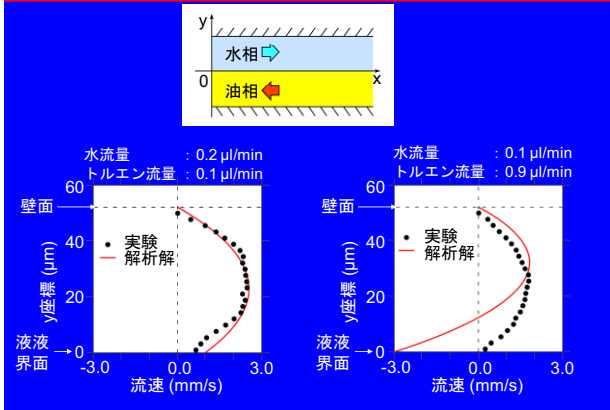 y
水相
0
x
油相
水流量 : 0.2 µl/min
トルエン流量 : 0.1 µl/min
60
壁面
40
20
0
y座標 (µm)
実験
解析解
液液
界面
-3.0 0.0 3.0
流速 (mm/s)
水流量 : 0.1 µl/min
トルエン流量 : 0.9 µl/min
60
壁面
40
20
0
y座標 (µm)
実験
解析解
液液
界面
-3.0 0.0 3.0
流速 (mm/s)